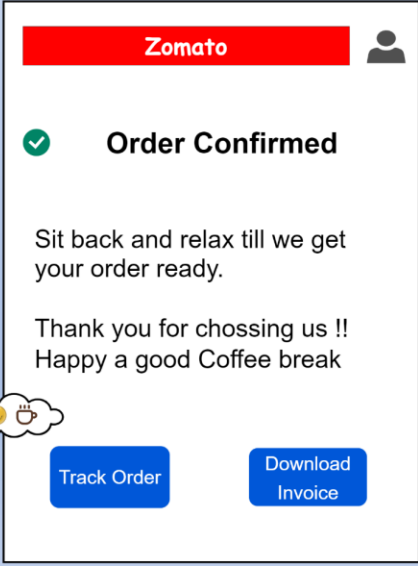 Zomato
Order Confirmed
Sit back and relax till we get
your order ready.
Thank you for chossing us !!
Happy a good Coffee break
Track Order
Download
Invoice